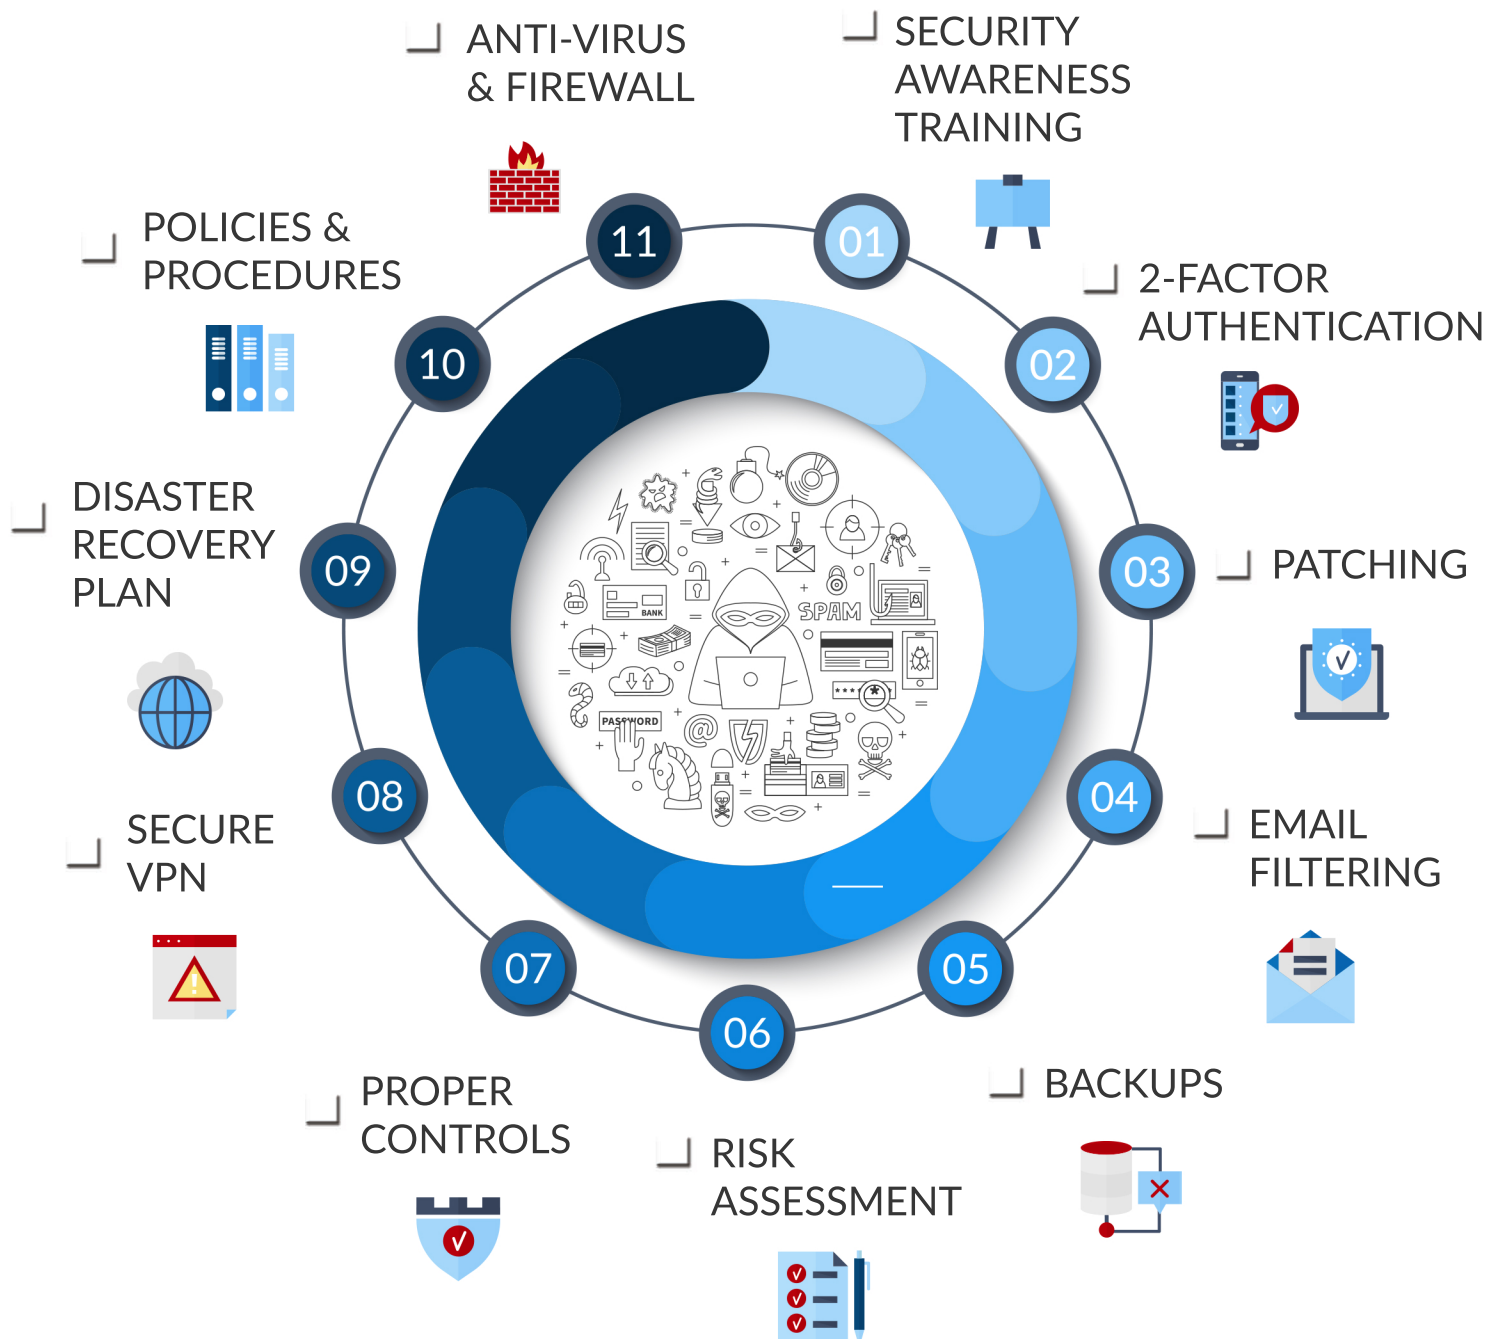 ANTI-VIRUS
& FIREWALL
SECURITY
AWARENESS
TRAINING
POLICIES &
PROCEDURES
11
01
2-FACTOR
AUTHENTICATION
10
02
DISASTER
RECOVERY
PLAN
09
03
PATCHING
BANK
SPAM
*****
*
PASSWORD
@
08
04
SECURE
VPN
EMAIL
FILTERING
07
05
06
PROPER
CONTROLS
BACKUPS
RISK
ASSESSMENT